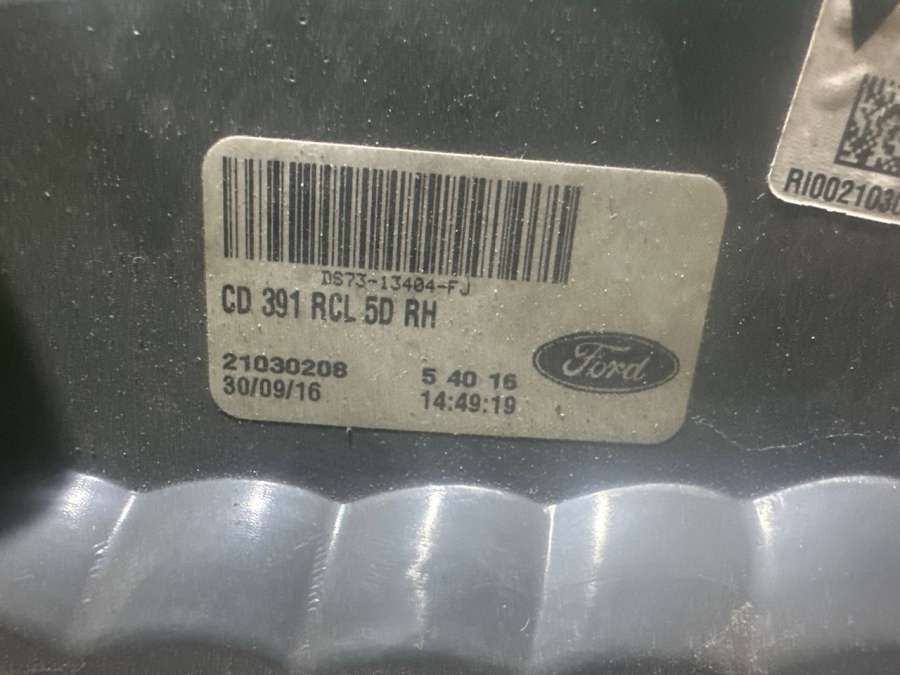 DS73-13404-FJ
CD 391 RCL 5D RH
21030208
5 40 16
30/09/16
14:49:19
Ford
RI0021030